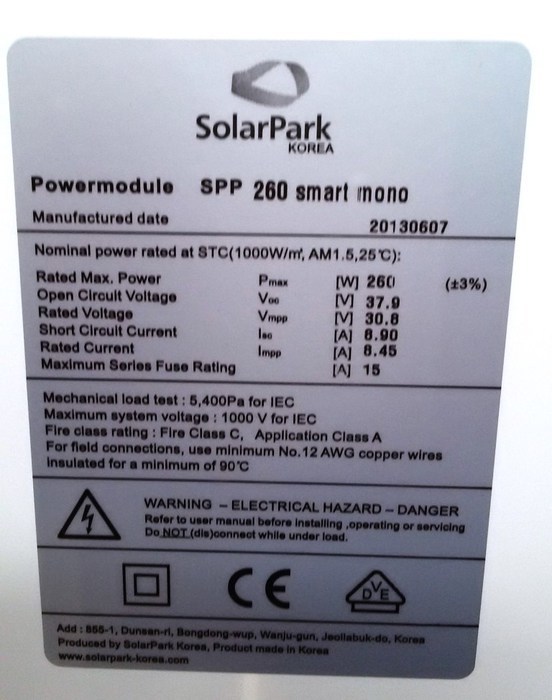 SolarPark
KOREA
Powermodule SPP 260 smart mono
Manufactured date 20130607
Nominal power rated at STC(1000W/㎡, AM1.5,25℃):
Rated Max. Power Pmax [W] 260 (±3%)
Open Circuit Voltage Voc [V] 37.9
Rated Voltage Vmpp [V] 30.8
Short Circuit Current Isc [A] 8.90
Rated Current Impp [A] 8.45
Maximum Series Fuse Rating [A] 15
Mechanical load test : 5,400Pa for IEC
Maximum system voltage : 1000 V for IEC
Fire class rating : Fire Class C, Application Class A
For field connections, use minimum No.12 AWG copper wires
insulated for a minimum of 90℃
WARNING – ELECTRICAL HAZARD – DANGER
Refer to user manual before installing ,operating or servicing
Do NOT (dis)connect while under load.
CE DVE
Add : 855-1, Dunsan-ri, Bongdong-wup, Wanju-gun, Jeollabuk-do, Korea
Produced by SolarPark Korea, Product made in Korea
www.solarpark-korea.com